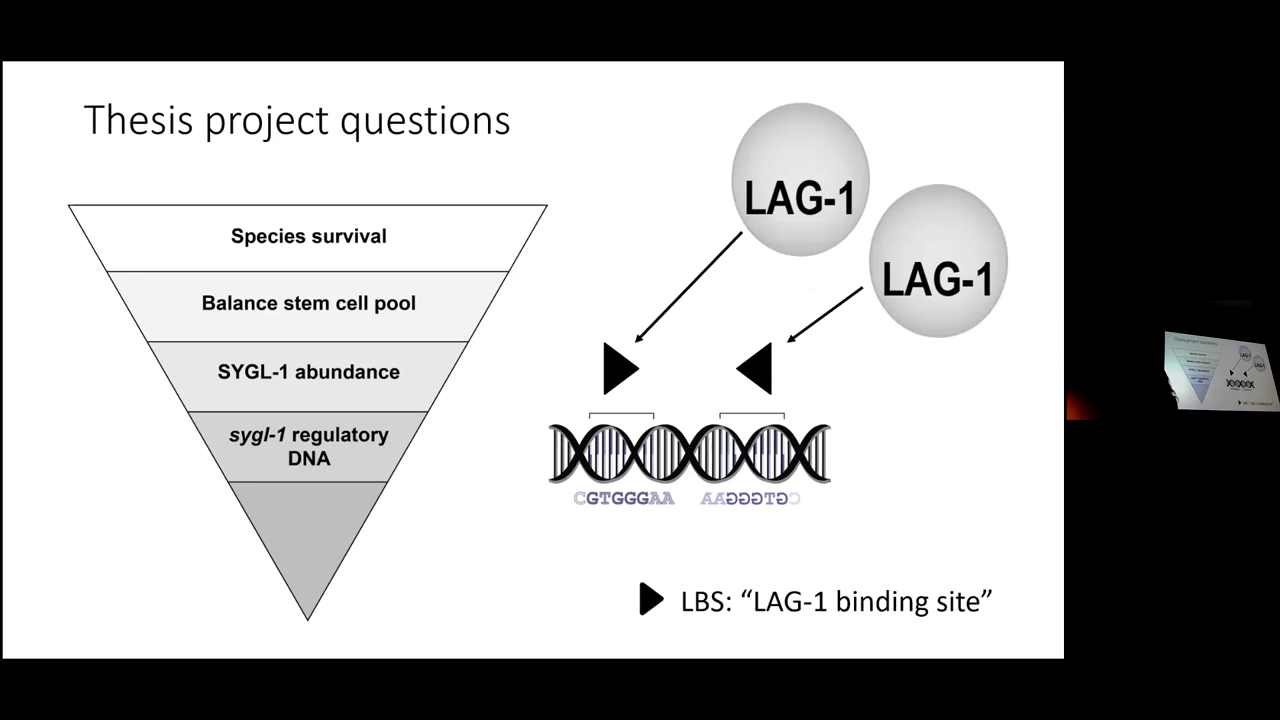 Thesis project questions
Species survival
Balance stem cell pool
SYGL-1 abundance
sygl-1 regulatory
DNA
LAG-1
LAG-1
CGTGGGAA
CGTGGGAA
LBS: “LAG-1 binding site”